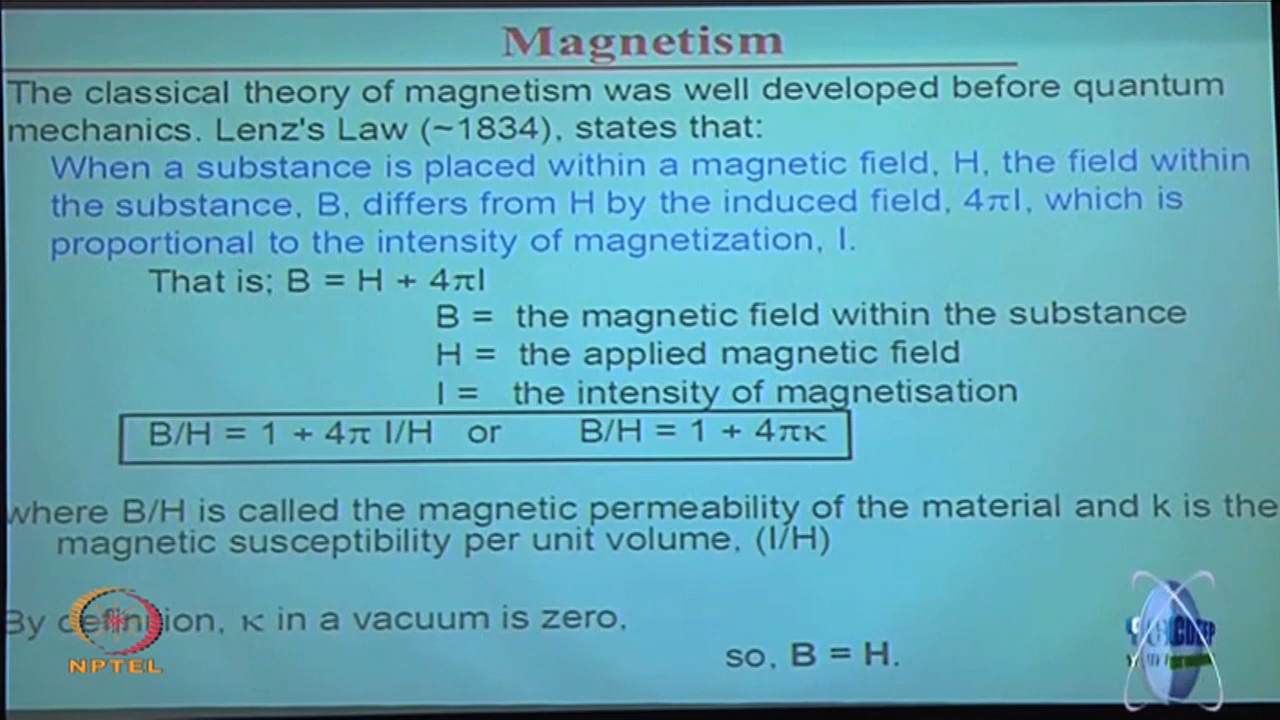 Magnetism
The classical theory of magnetism was well developed before quantum
mechanics. Lenz's Law (~1834), states that:
When a substance is placed within a magnetic field, H, the field within
the substance, B, differs from H by the induced field, 4πI, which is
proportional to the intensity of magnetization, I.
That is; B = H + 4πI
B = the magnetic field within the substance
H = the applied magnetic field
I = the intensity of magnetisation
B/H = 1 + 4π I/H or B/H = 1 + 4πκ
where B/H is called the magnetic permeability of the material and k is the
magnetic susceptibility per unit volume, (I/H)
By definition, κ in a vacuum is zero,
so, B = H.
NPTEL